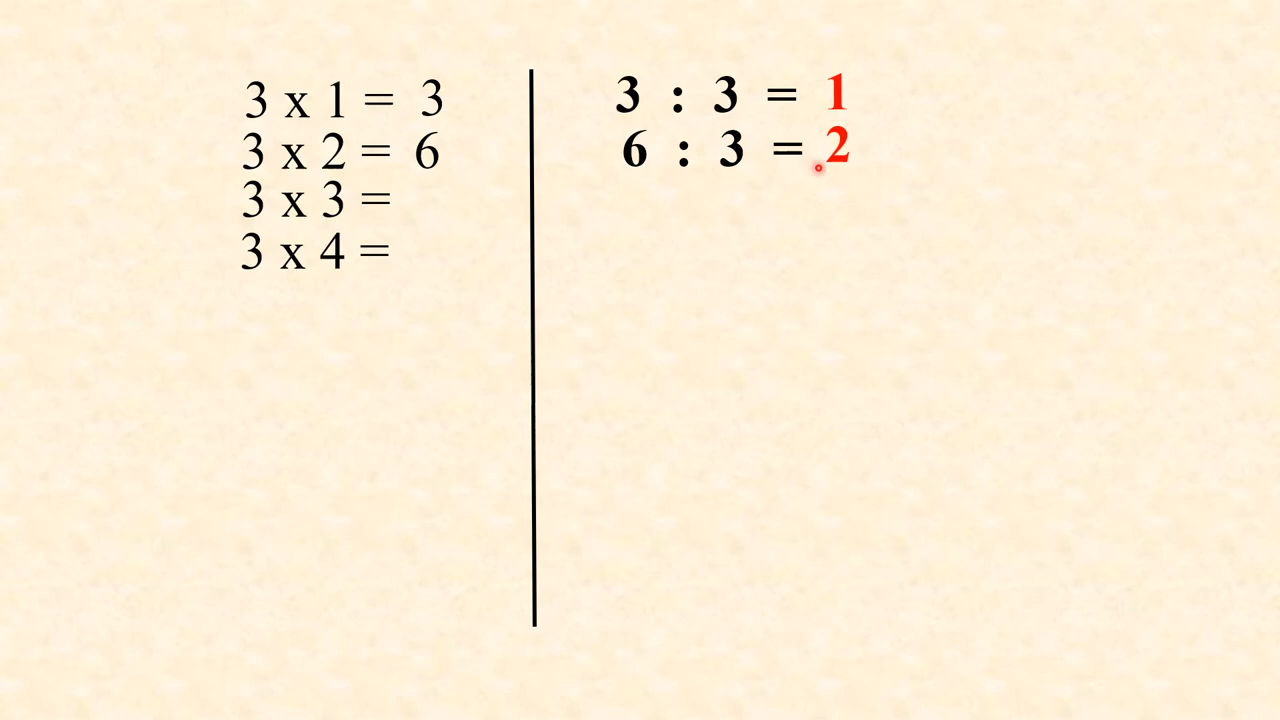 3 x 1 = 3
3 x 2 = 6
3 x 3 =
3 x 4 =
3 : 3 = 1
6 : 3 = 2